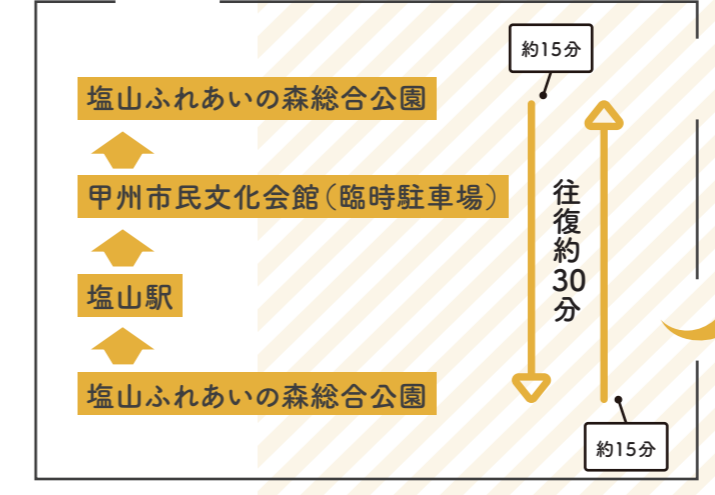 約15分
塩山ふれあいの森総合公園
甲州市民文化会館（臨時駐車場）
塩山駅
塩山ふれあいの森総合公園
往復約30分
約15分